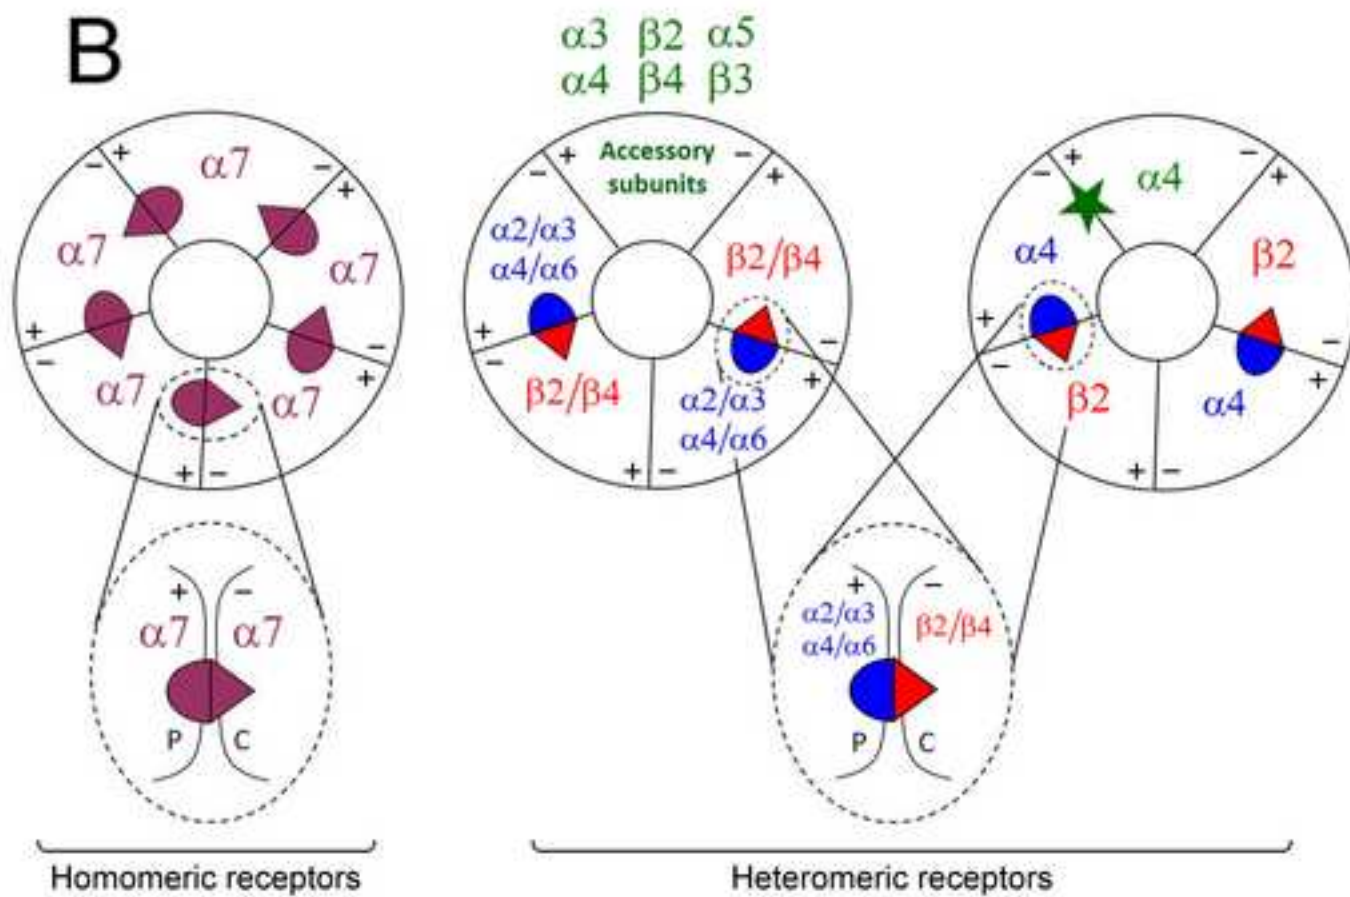 B
α3 β2 α5
α4 β4 β3
− +
α7
− +
α7
α7
+ −
− +
α7
α7
+ −
+
α7
−
α7
P
C
Homomeric receptors
+ −
− +
Accessory
subunits
α2/α3
α4/α6
β2/β4
+ −
− +
β2/β4
α2/α3
α4/α6
+ −
+ −
− +
α4
α4
β2
+ −
− +
β2
α4
+ −
+ −
α2/α3
α4/α6
β2/β4
P
C
Heteromeric receptors